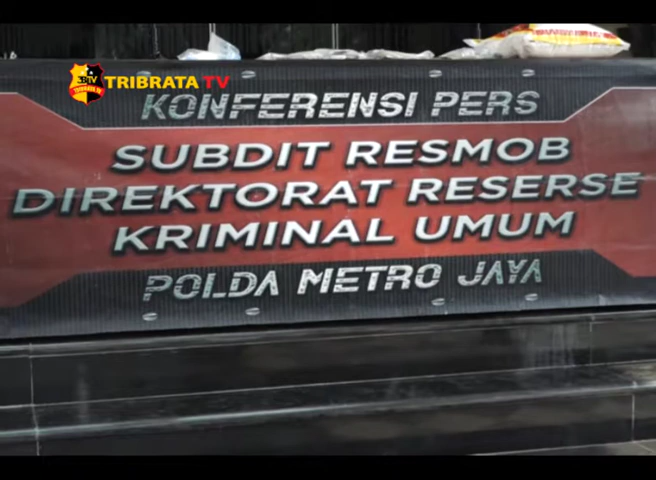 TRIBRATA TV
KONFERENSI PERS
SUBDIT RESMOB
DIREKTORAT RESERSE
KRIMINAL UMUM
POLDA METRO JAYA